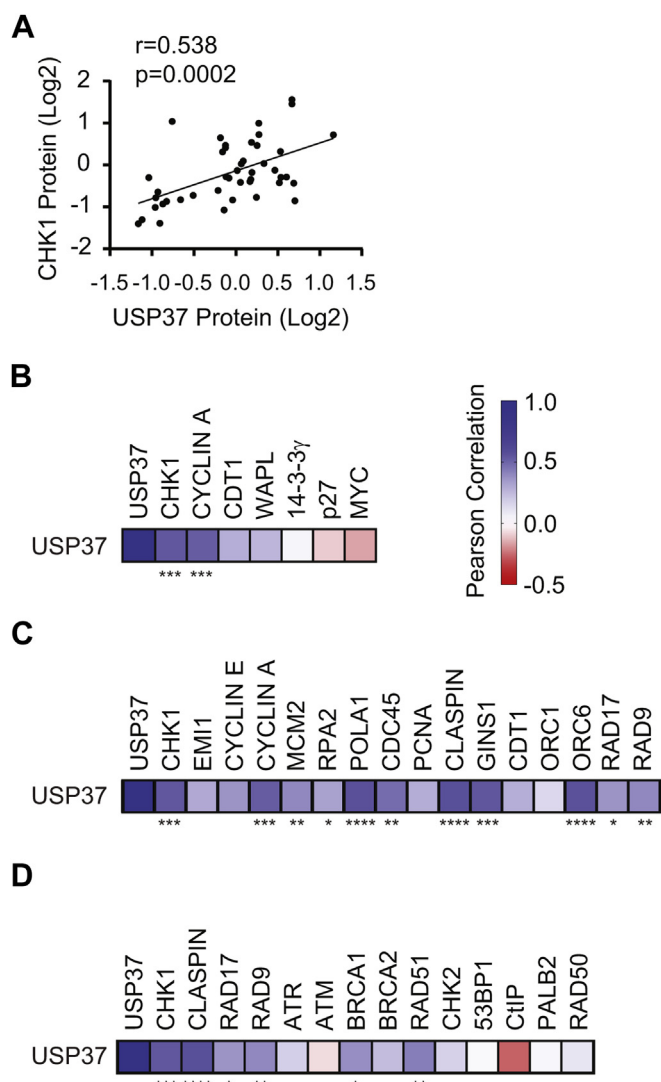 A
r=0.538
p=0.0002
CHK1 Protein (Log2)
2
1
0
-1
-2
-1.5 -1.0 -0.5 0.0 0.5 1.0 1.5
USP37 Protein (Log2)
B
USP37 CHK1 CYCLIN A CDT1 WAPL 14-3-3γ p27 MYC
USP37
*** ***
Pearson Correlation
1.0
0.5
0.0
-0.5
C
USP37 CHK1 EMI1 CYCLIN E CYCLIN A MCM2 RPA2 POLA1 CDC45 PCNA CLASPIN GINS1 CDT1 ORC1 ORC6 RAD17 RAD9
USP37
*** *** ** * **** ** **** *** **** * **
D
USP37 CHK1 CLASPIN RAD17 RAD9 ATR ATM BRCA1 BRCA2 RAD51 CHK2 53BP1 CtIP PALB2 RAD50
USP37